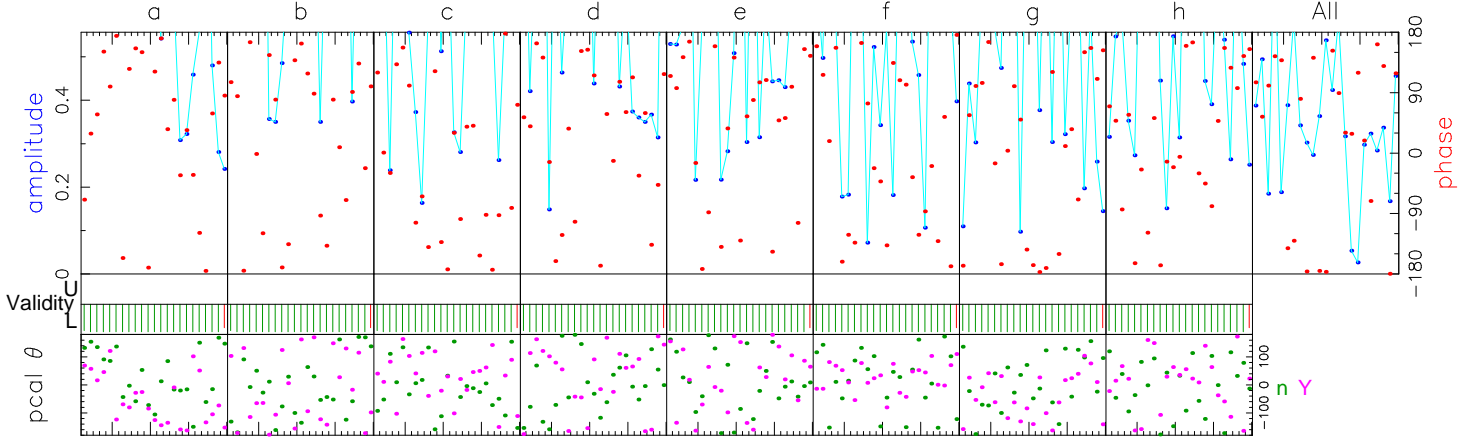 a b c d e f g h All
amplitude
0.4
0.2
0
180
90
0
-90
-180
phase
Validity
U
L
pcal θ
100
0
-100
n Y